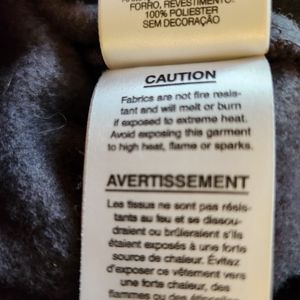 FORRO, REVESTIMENTO:
100% POLIESTER
SEM DECORAÇÃO
CAUTION
Fabrics are not fire resis-
tant and will melt or burn
if exposed to extreme heat.
Avoid exposing this garment
to high heat, flame or sparks.
AVERTISSEMENT
Les tissus ne sont pas résis-
tants au feu et se dissou-
draient ou brûleraient s'ils
étaient exposés à une forte
source de chaleur. Évitez
d'exposer ce vêtement vers
une forte chaleur, des
flammes ou des